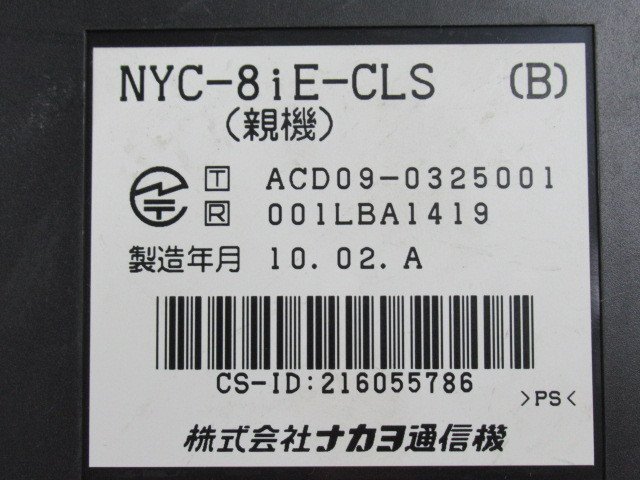 NYC-8iE-CLS (B)
(親機)
T ACD09-0325001
R 001LBA1419
製造年月 10.02.A
CS-ID:216055786
>PS<
株式会社ナカヨ通信機